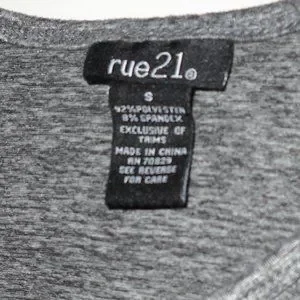 rue21®
S
92%POLYESTER
8% SPANDEX
EXCLUSIVE OF
TRIMS
MADE IN CHINA
RN 70829
SEE REVERSE
FOR CARE